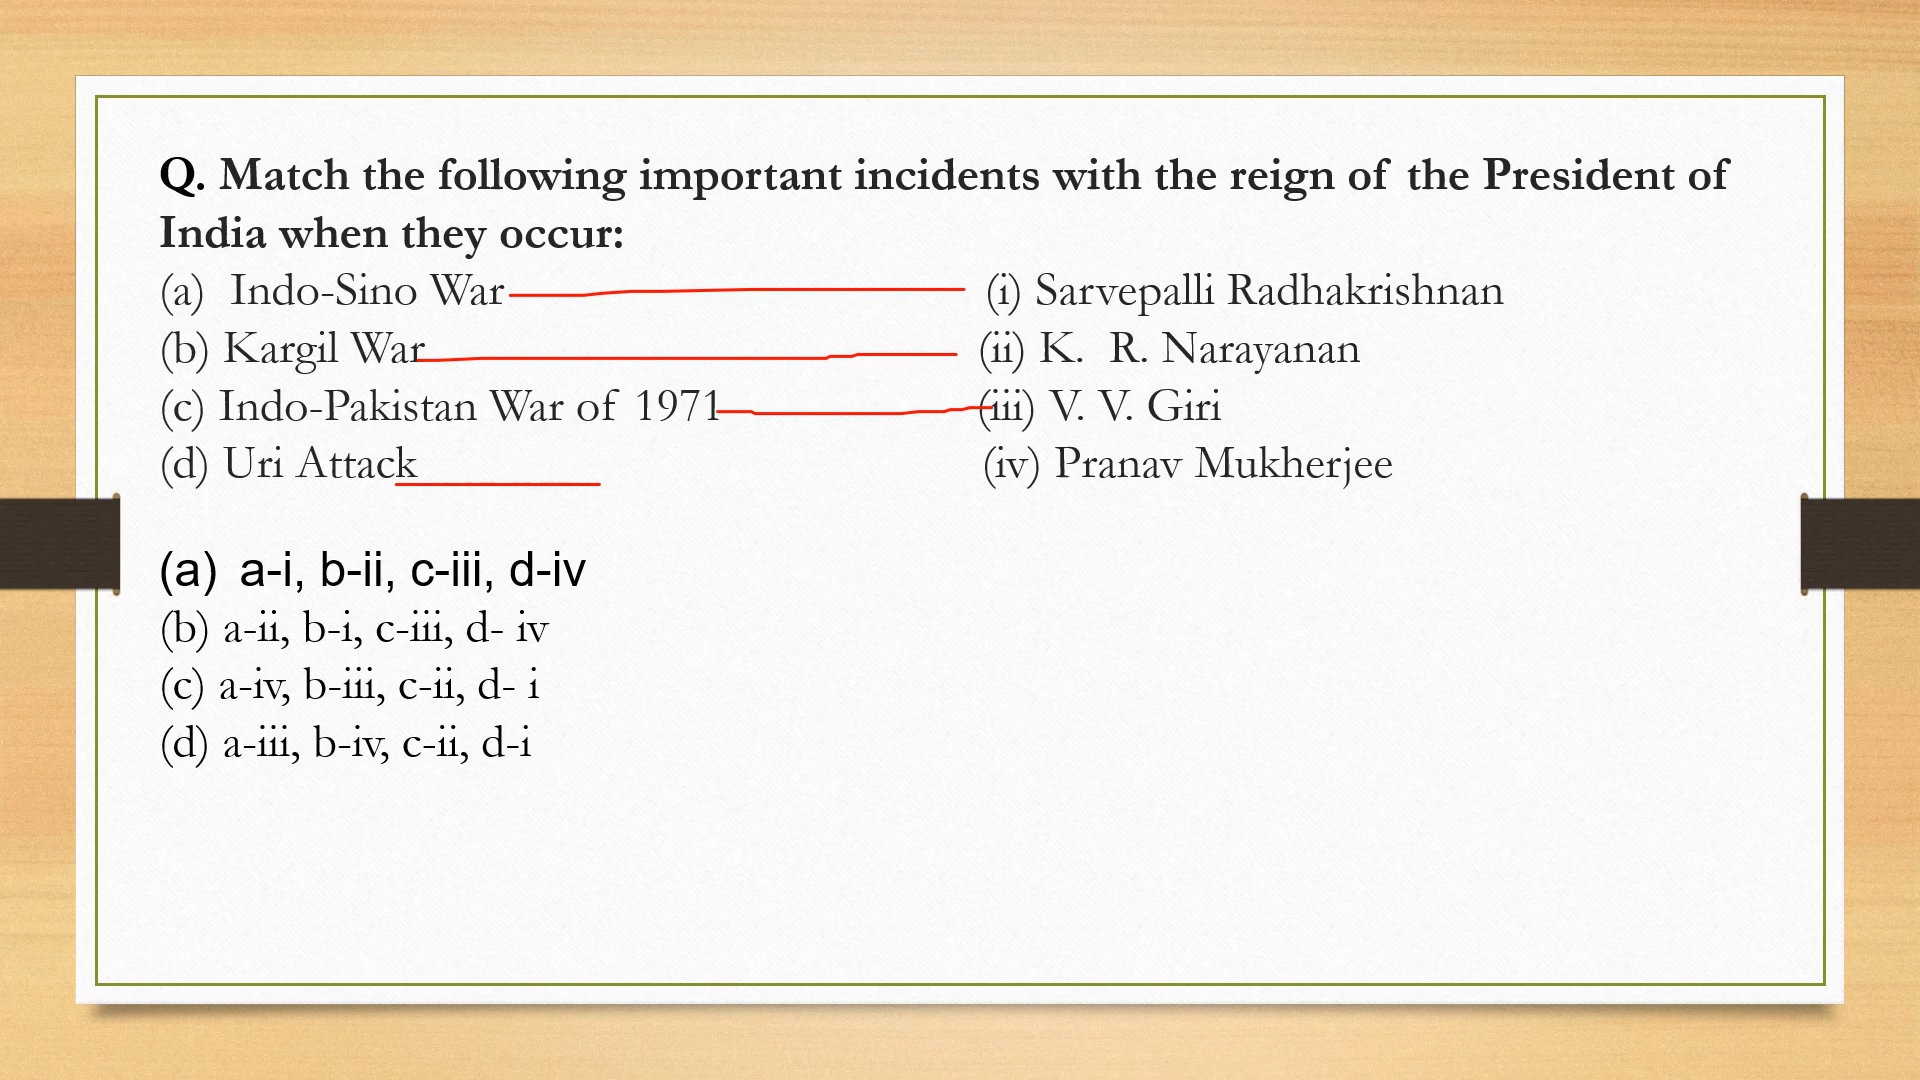 Q. Match the following important incidents with the reign of the President of
India when they occur:
(a) Indo-Sino War (i) Sarvepalli Radhakrishnan
(b) Kargil War (ii) K. R. Narayanan
(c) Indo-Pakistan War of 1971 (iii) V. V. Giri
(d) Uri Attack (iv) Pranav Mukherjee
(a) a-i, b-ii, c-iii, d-iv
(b) a-ii, b-i, c-iii, d- iv
(c) a-iv, b-iii, c-ii, d- i
(d) a-iii, b-iv, c-ii, d-i